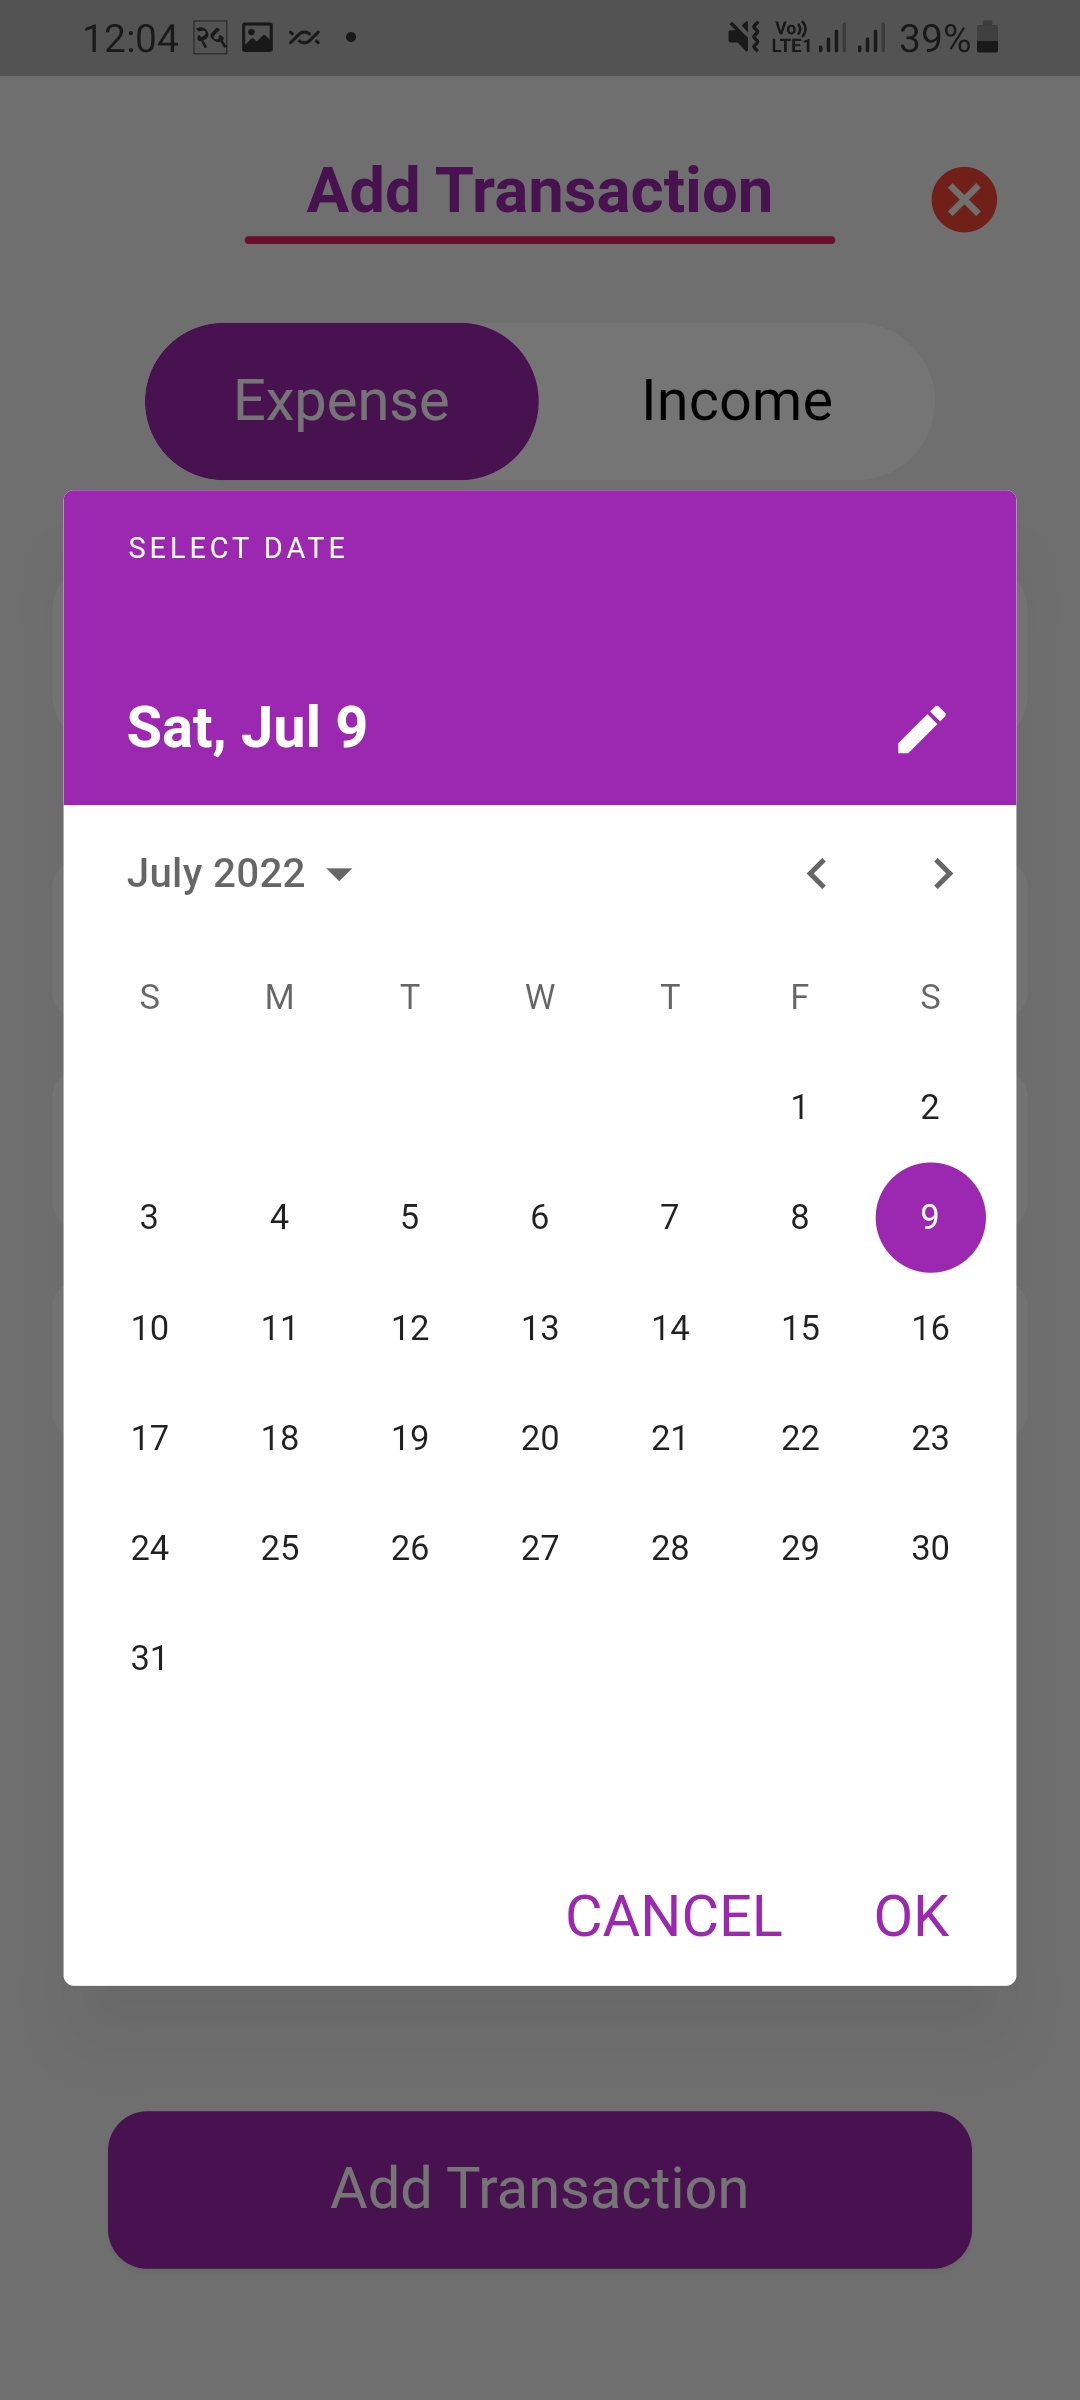 12:04 २५ Vo)) LTE1 39%
Add Transaction
Expense Income
SELECT DATE
Sat, Jul 9
July 2022
S M T W T F S
1 2
3 4 5 6 7 8 9
10 11 12 13 14 15 16
17 18 19 20 21 22 23
24 25 26 27 28 29 30
31
CANCEL OK
Add Transaction